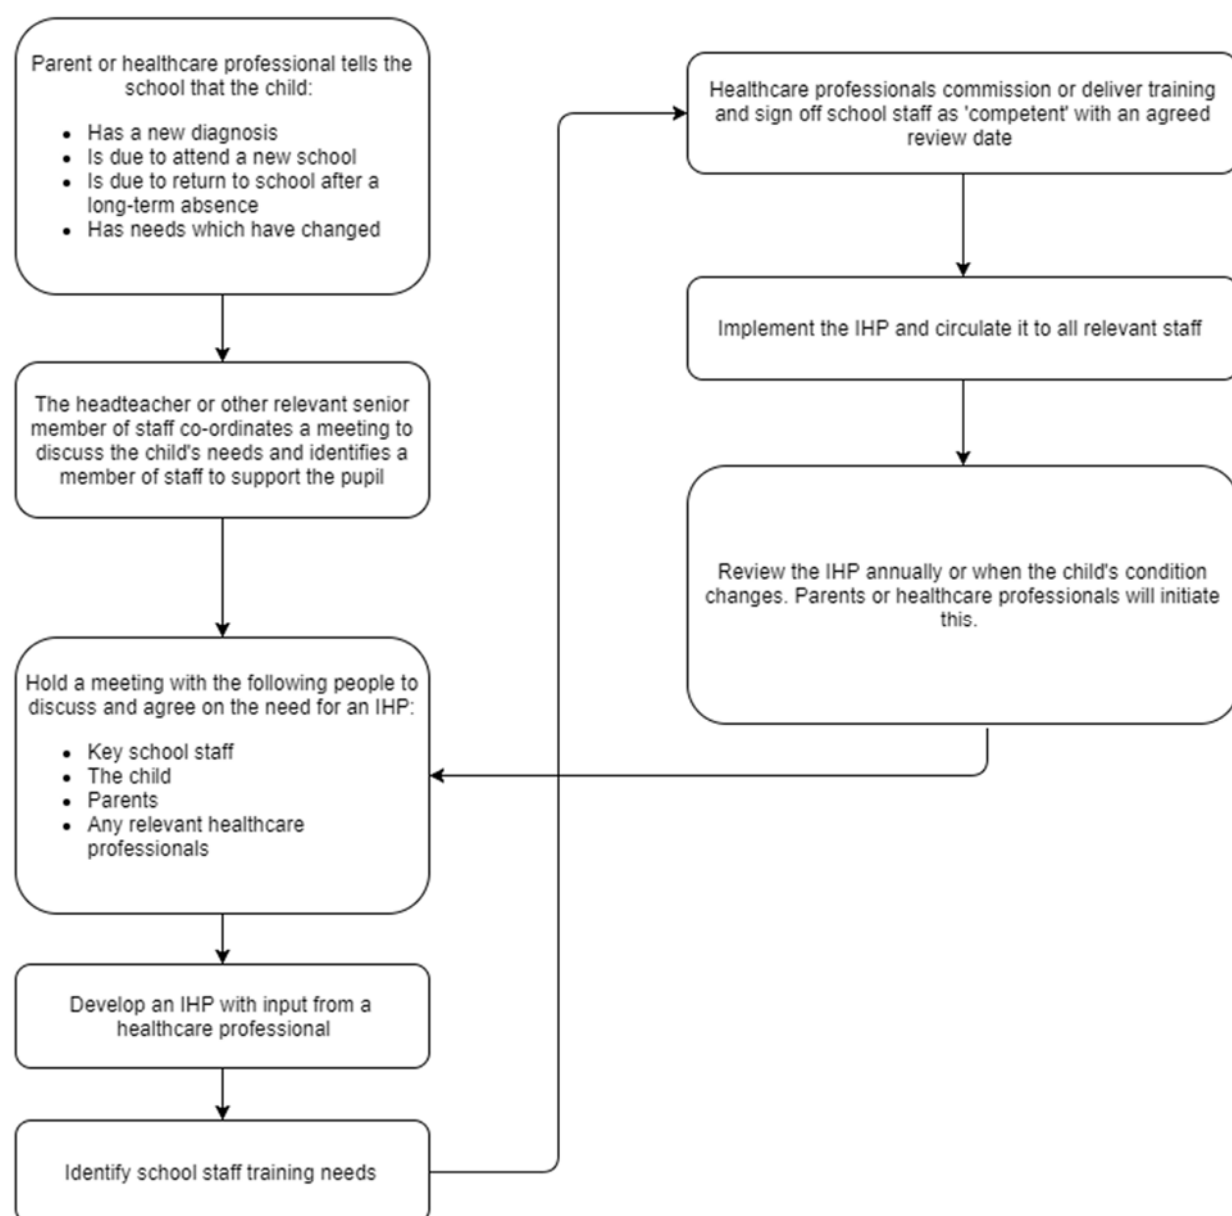 Parent or healthcare professional tells the
school that the child:
• Has a new diagnosis
• Is due to attend a new school
• Is due to return to school after a
long-term absence
• Has needs which have changed
The headteacher or other relevant senior
member of staff co-ordinates a meeting to
discuss the child's needs and identifies a
member of staff to support the pupil
Hold a meeting with the following people to
discuss and agree on the need for an IHP:
• Key school staff
• The child
• Parents
• Any relevant healthcare
professionals
Develop an IHP with input from a
healthcare professional
Identify school staff training needs
Healthcare professionals commission or deliver training
and sign off school staff as 'competent' with an agreed
review date
Implement the IHP and circulate it to all relevant staff
Review the IHP annually or when the child's condition
changes. Parents or healthcare professionals will initiate
this.